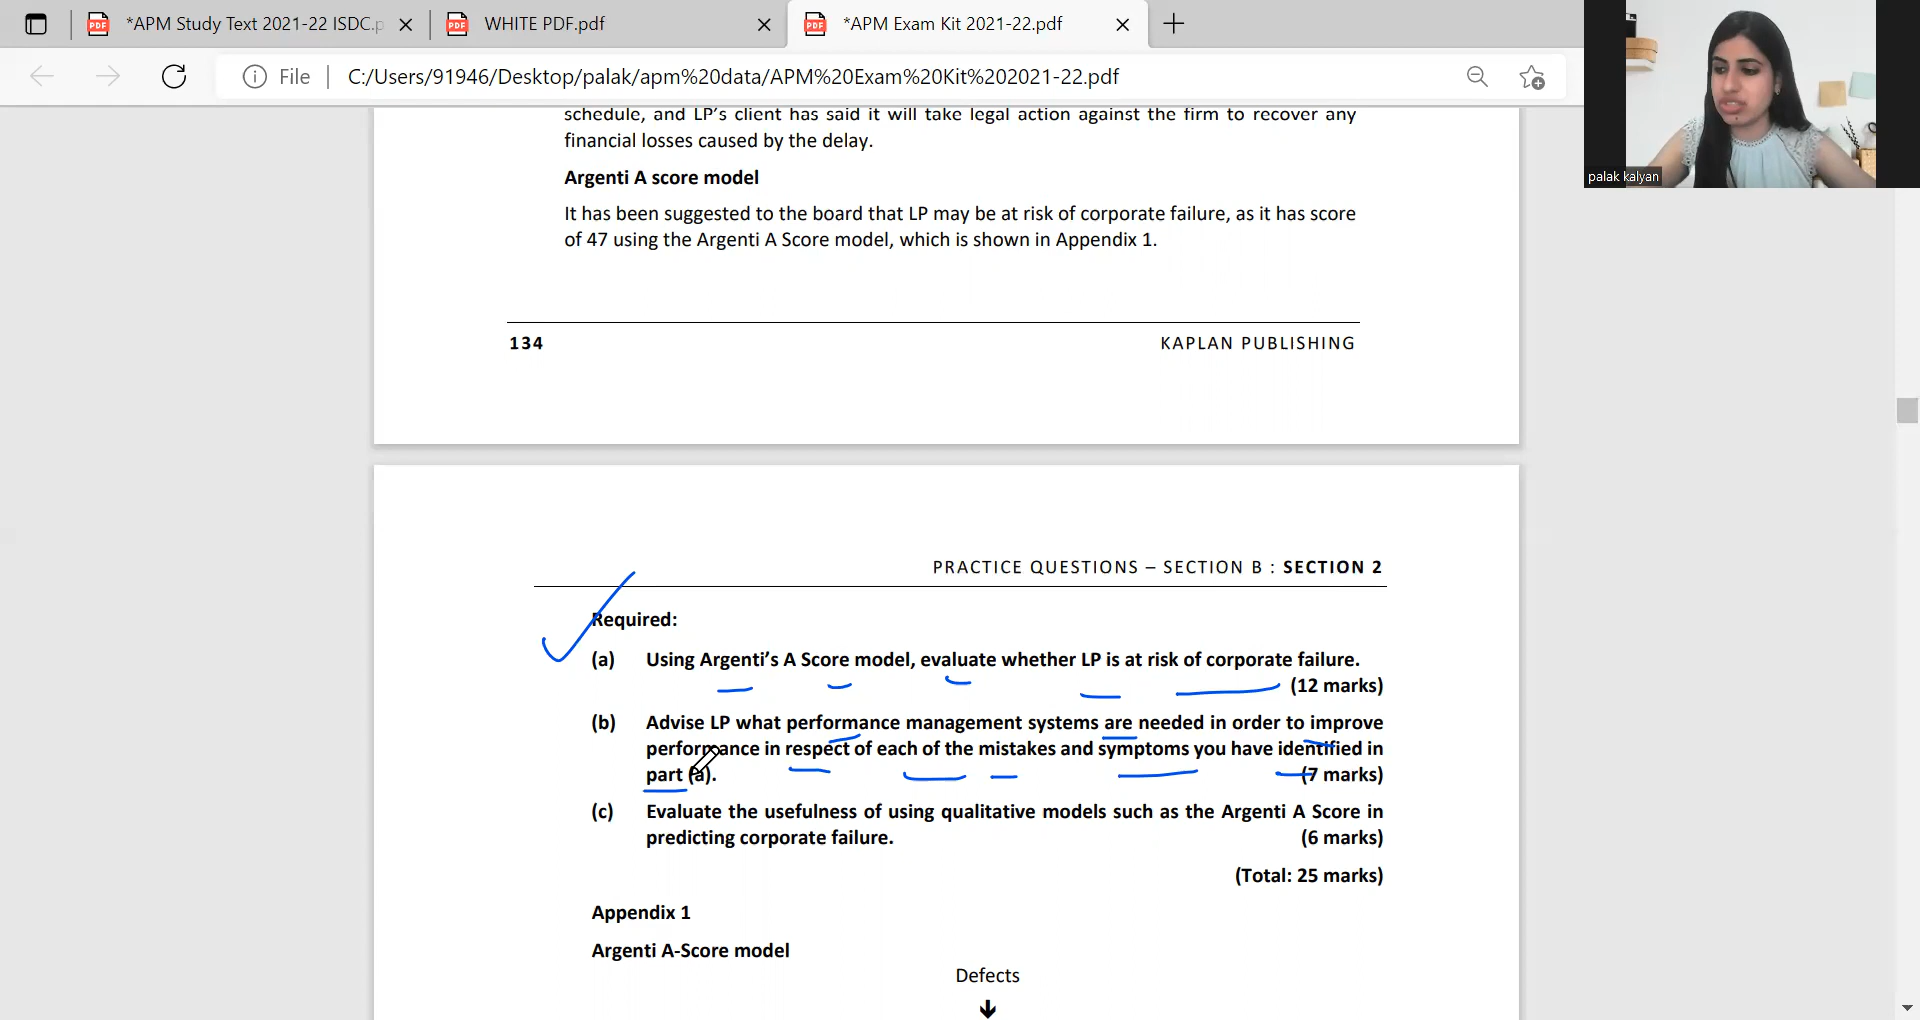 *APM Study Text 2021-22 ISDC.p
WHITE PDF.pdf
*APM Exam Kit 2021-22.pdf
File
C:/Users/91946/Desktop/palak/apm%20data/APM%20Exam%20Kit%202021-22.pdf
palak kalyan
schedule, and LP’s client has said it will take legal action against the firm to recover any
financial losses caused by the delay.
Argenti A score model
It has been suggested to the board that LP may be at risk of corporate failure, as it has score
of 47 using the Argenti A Score model, which is shown in Appendix 1.
134
KAPLAN PUBLISHING
PRACTICE QUESTIONS – SECTION B : SECTION 2
Required:
(a) Using Argenti’s A Score model, evaluate whether LP is at risk of corporate failure.
(12 marks)
(b) Advise LP what performance management systems are needed in order to improve
performance in respect of each of the mistakes and symptoms you have identified in
part (a). (7 marks)
(c) Evaluate the usefulness of using qualitative models such as the Argenti A Score in
predicting corporate failure. (6 marks)
(Total: 25 marks)
Appendix 1
Argenti A-Score model
Defects